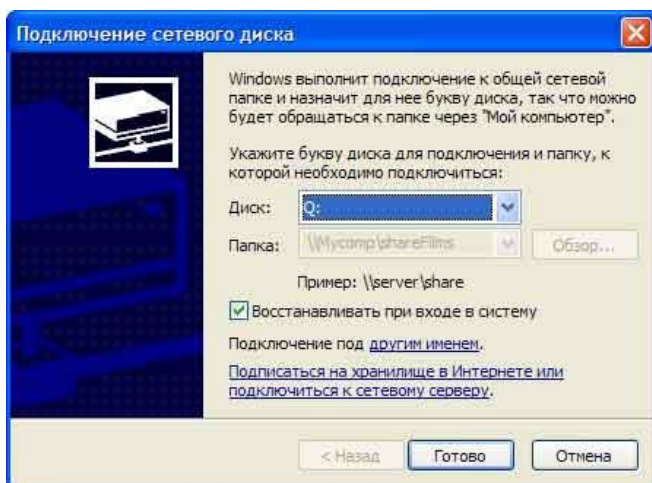 Подключение сетевого диска
Windows выполнит подключение к общей сетевой
папке и назначит для нее букву диска, так что можно
будет обращаться к папке через "Мой компьютер".
Укажите букву диска для подключения и папку, к
которой необходимо подключиться:
Диск: Q:
Папка: \\Mycomp\shareFilms Обзор...
Пример: \\server\share
Восстанавливать при входе в систему
Подключение под другим именем.
Подписаться на хранилище в Интернете или
подключиться к сетевому серверу.
< Назад Готово Отмена